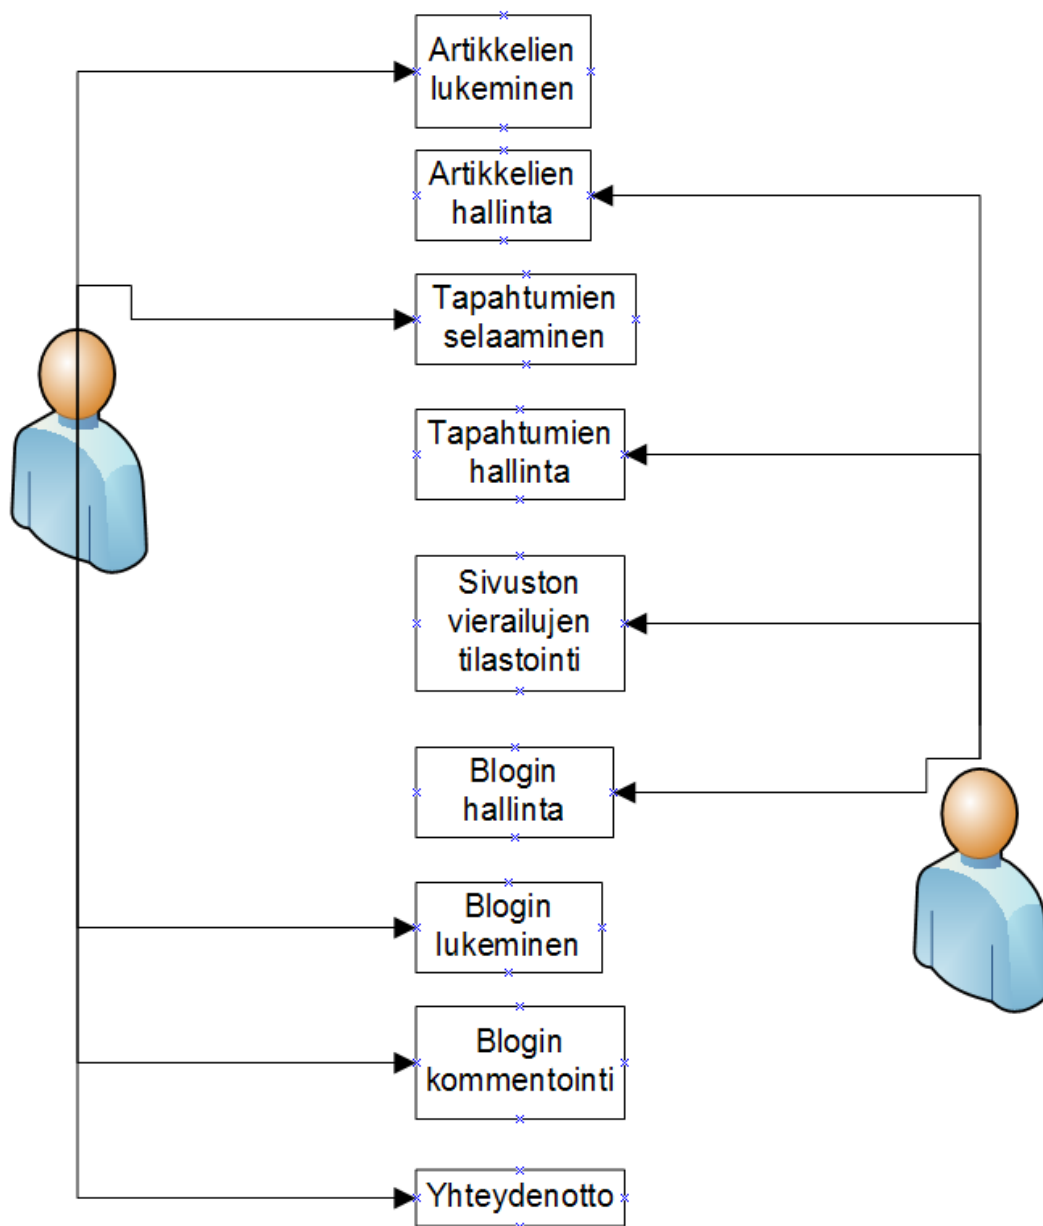 Artikkelien
lukeminen
Artikkelien
hallinta
Tapahtumien
selaaminen
Tapahtumien
hallinta
Sivuston
vierailujen
tilastointi
Blogin
hallinta
Blogin
lukeminen
Blogin
kommentointi
Yhteydenotto